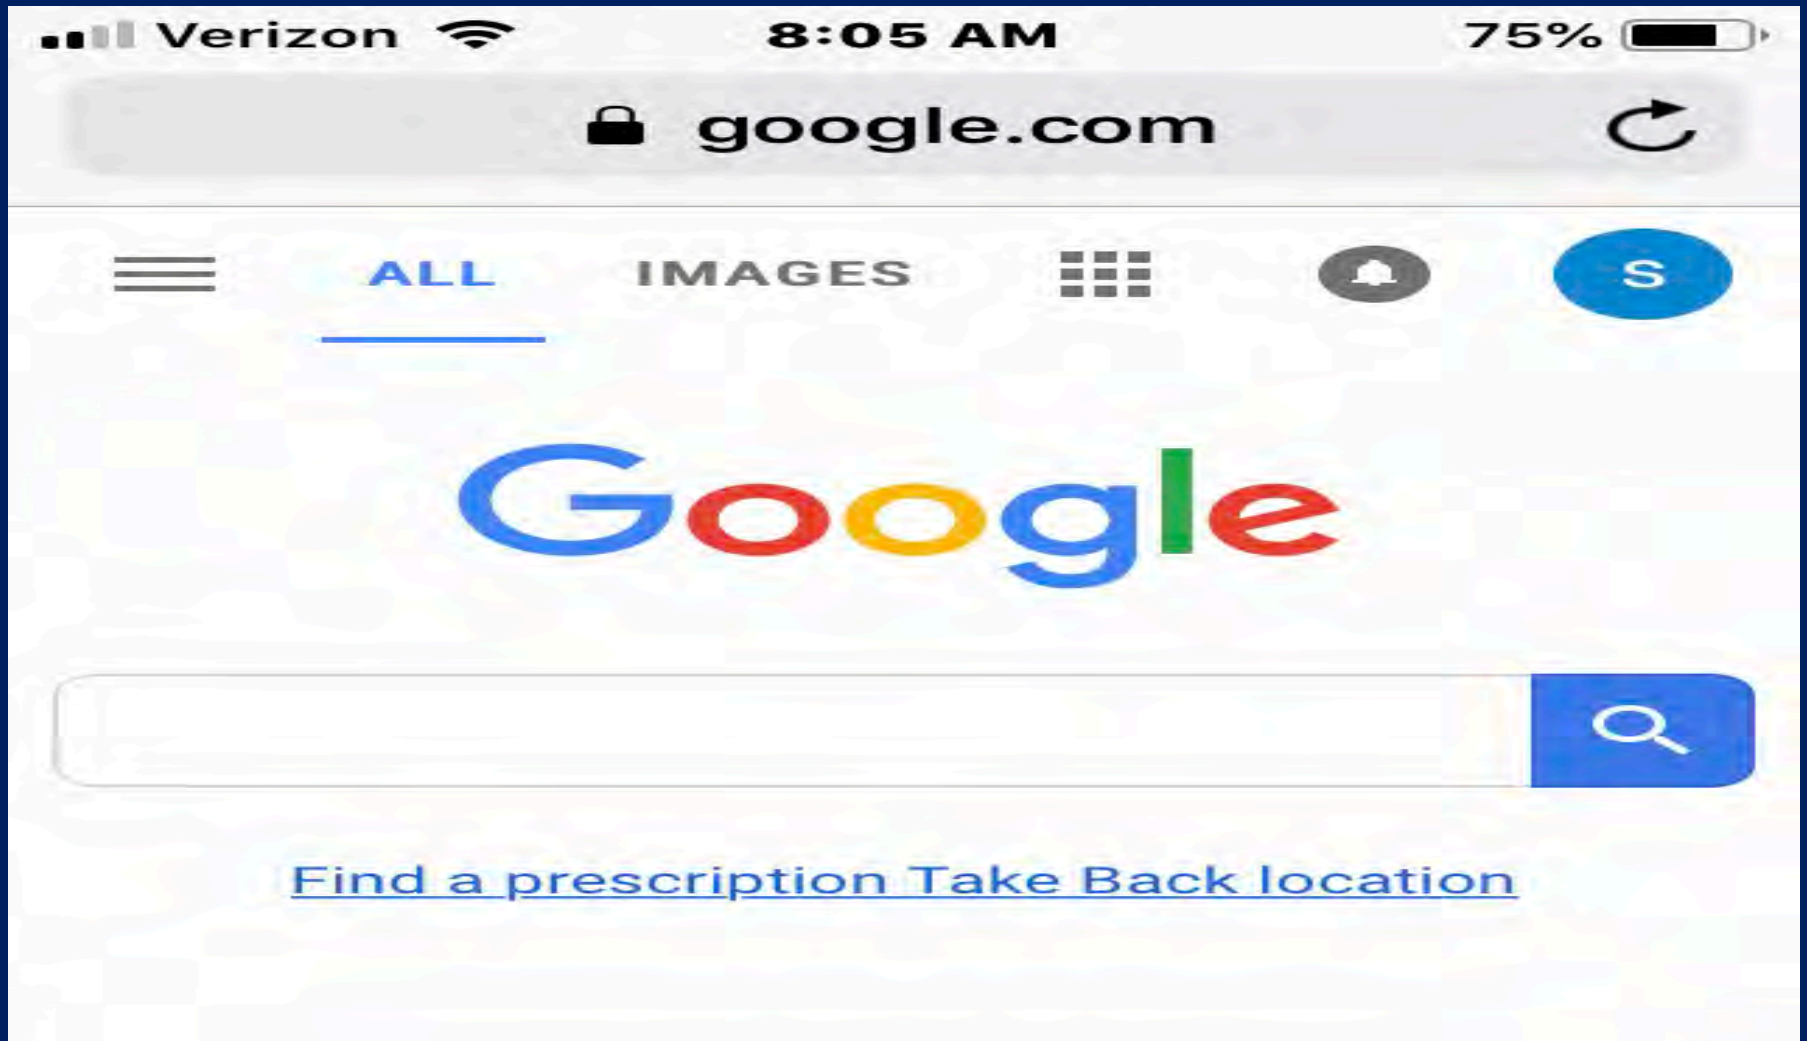 Verizon 8:05 AM 75%
google.com
ALL IMAGES S
Google
Find a prescription Take Back location